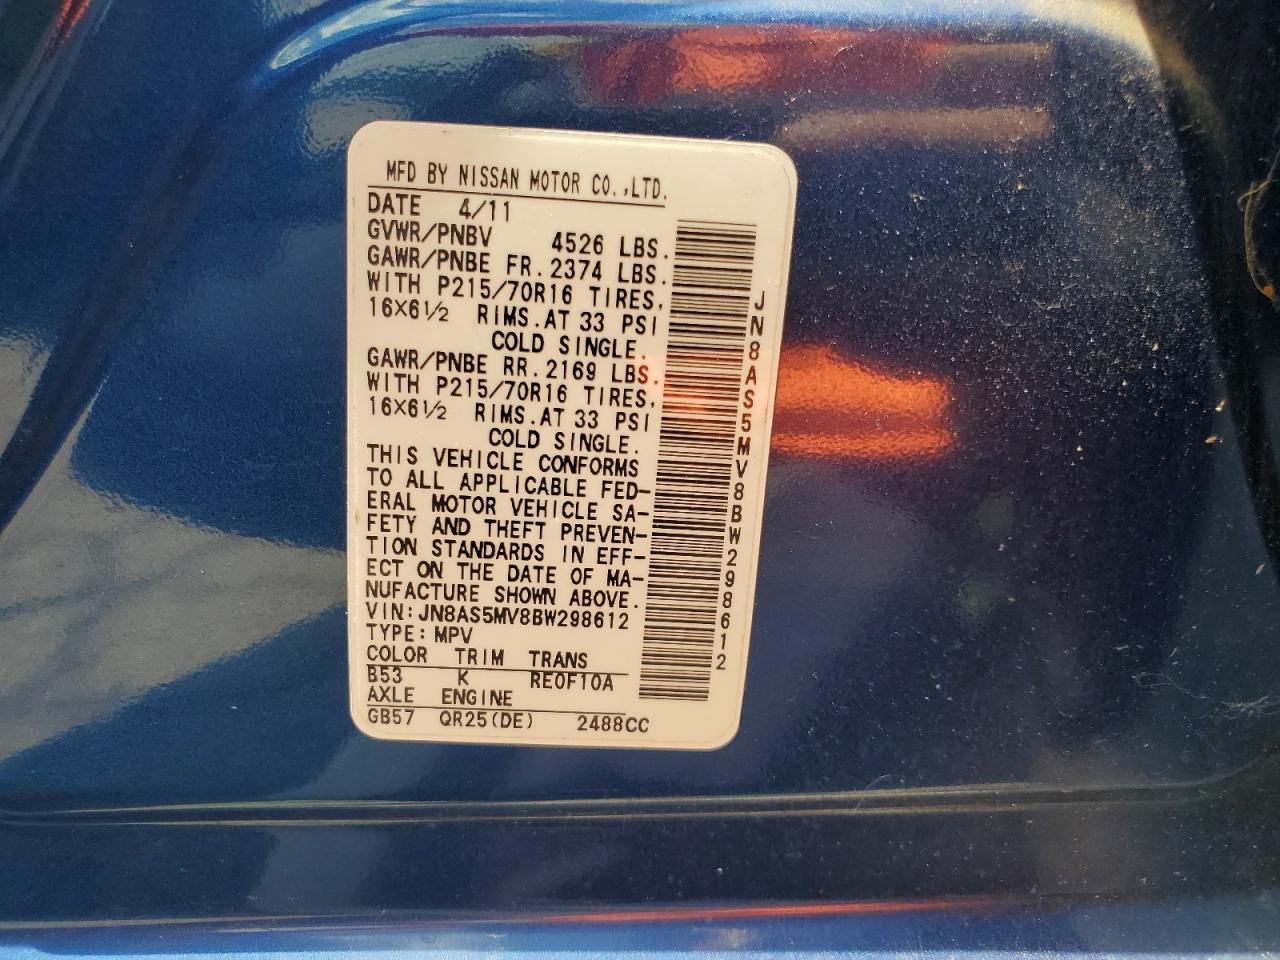 MFD BY NISSAN MOTOR CO.,LTD.
DATE 4/11
GVWR/PNBV 4526 LBS.
GAWR/PNBE FR.2374 LBS.
WITH P215/70R16 TIRES,
16X6½ RIMS.AT 33 PSI
COLD SINGLE.
GAWR/PNBE RR.2169 LBS.
WITH P215/70R16 TIRES,
16X6½ RIMS.AT 33 PSI
COLD SINGLE.
THIS VEHICLE CONFORMS
TO ALL APPLICABLE FED-
ERAL MOTOR VEHICLE SA-
FETY AND THEFT PREVEN-
TION STANDARDS IN EFF-
ECT ON THE DATE OF MA-
NUFACTURE SHOWN ABOVE.
VIN:JN8AS5MV8BW298612
TYPE:MPV
COLOR TRIM TRANS
B53 K RE0F10A
AXLE ENGINE
GB57 QR25(DE) 2488CC
JN8AS5MV8BW298612